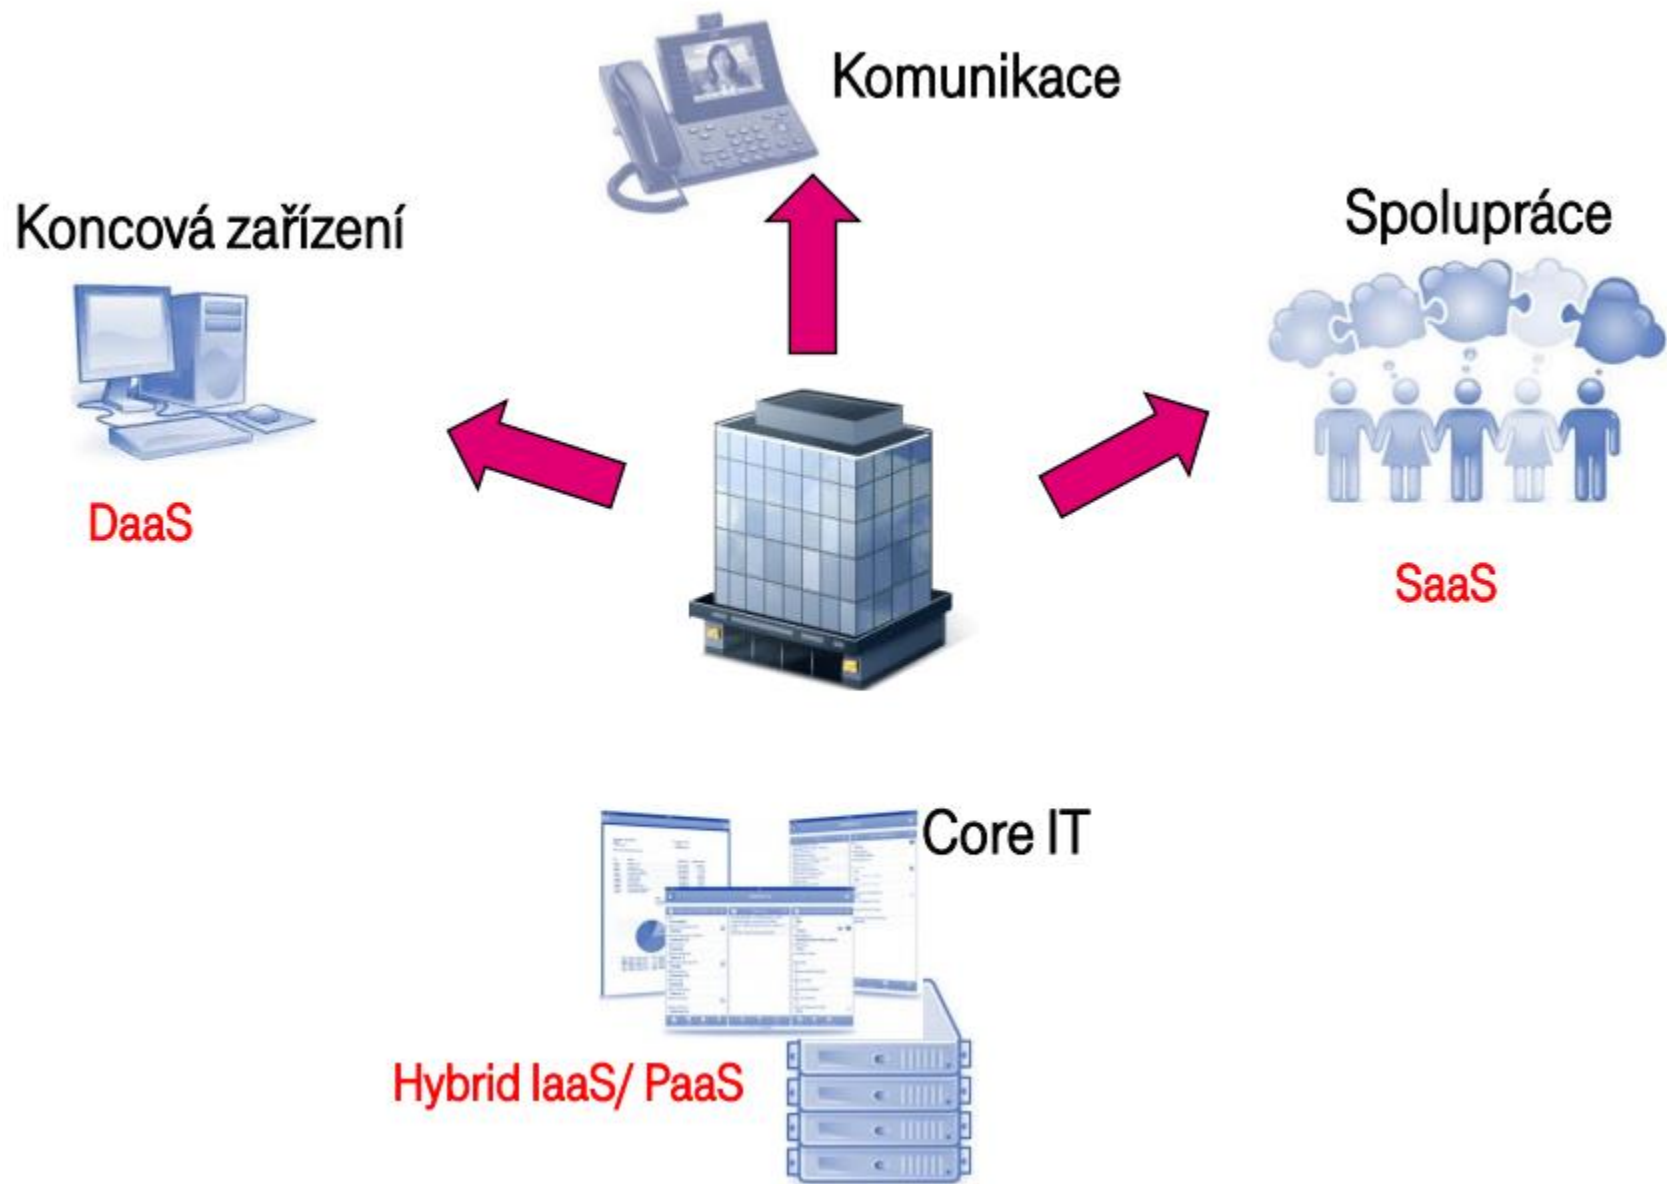 Komunikace
Koncová zařízení
Spolupráce
DaaS
SaaS
Core IT
Hybrid IaaS/ PaaS